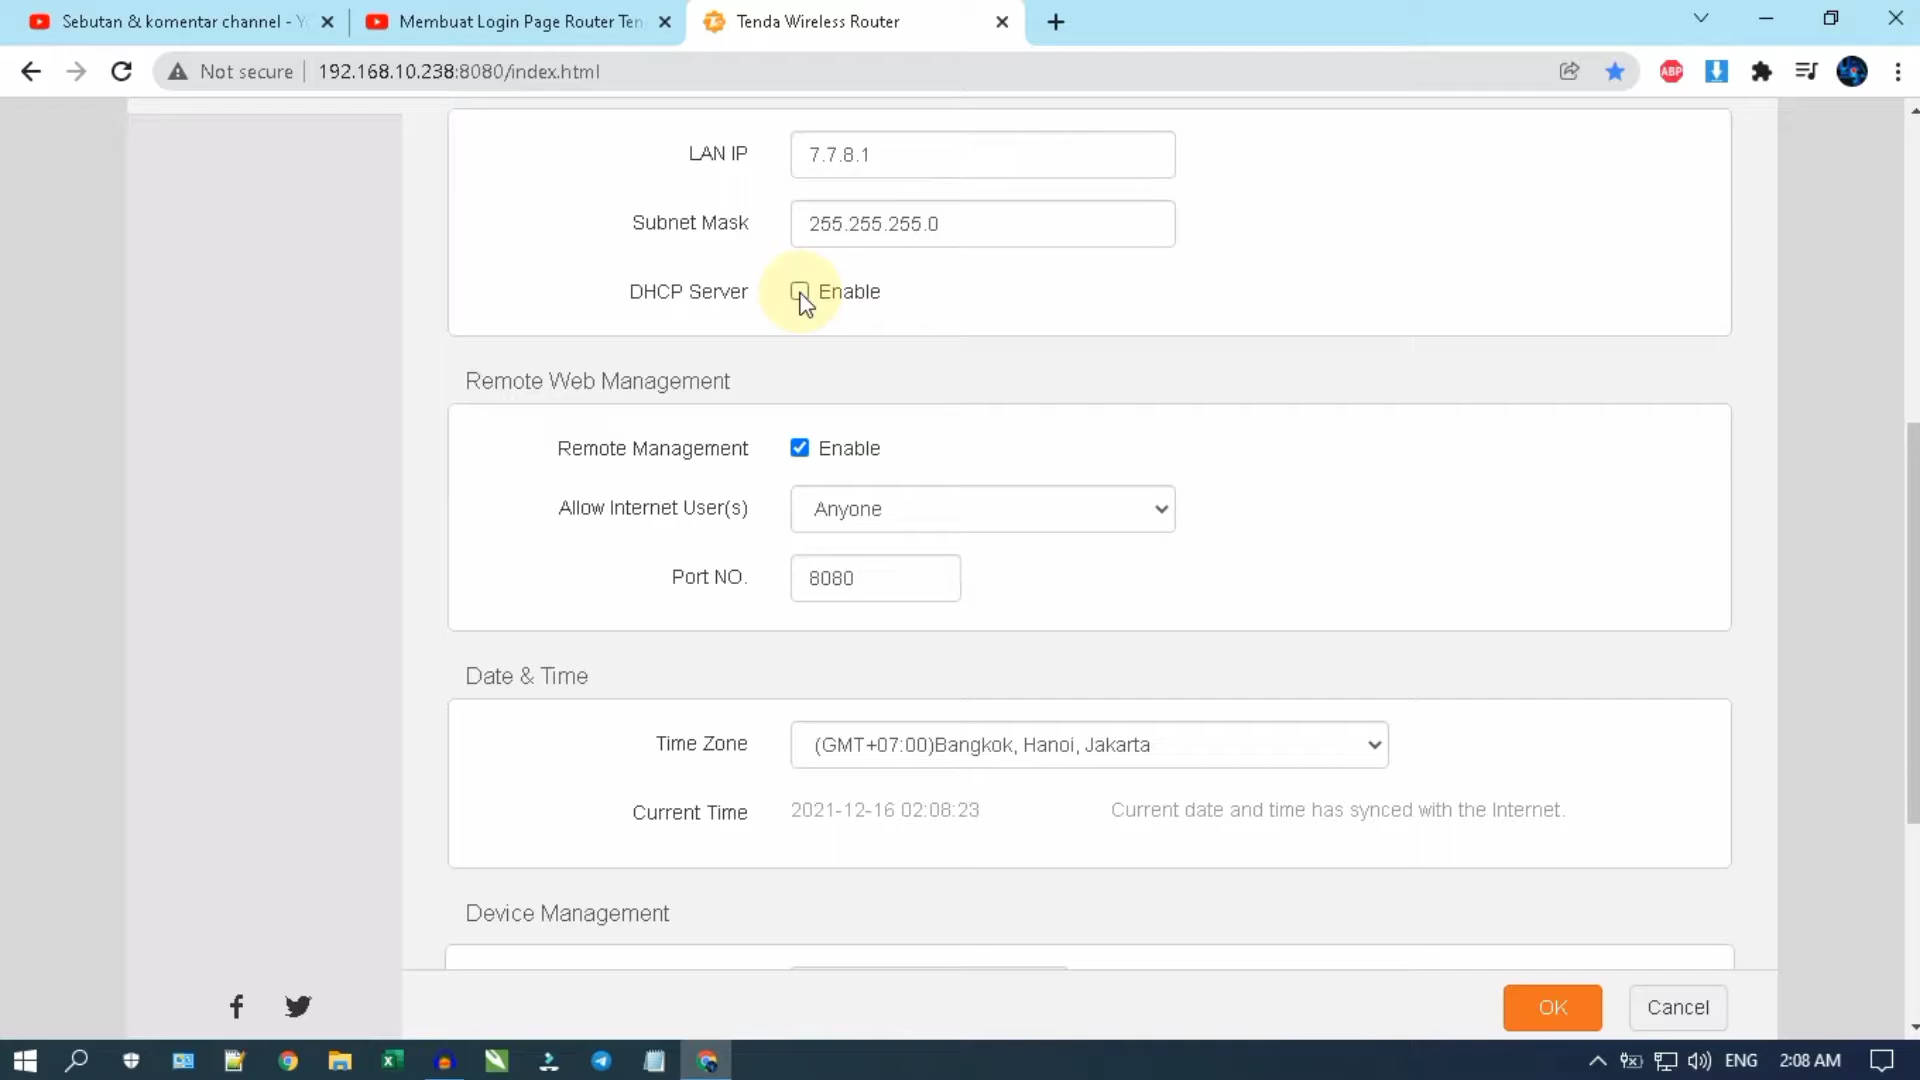 Sebutan & komentar channel - Y
Membuat Login Page Router Ten
Tenda Wireless Router
Not secure
192.168.10.238:8080/index.html
ABP
LAN IP
7.7.8.1
Subnet Mask
255.255.255.0
DHCP Server
Enable
Remote Web Management
Remote Management
Enable
Allow Internet User(s)
Anyone
Port NO.
8080
Date & Time
Time Zone
(GMT+07:00)Bangkok, Hanoi, Jakarta
Current Time
2021-12-16 02:08:23
Current date and time has synced with the Internet.
Device Management
OK
Cancel
ENG
2:08 AM